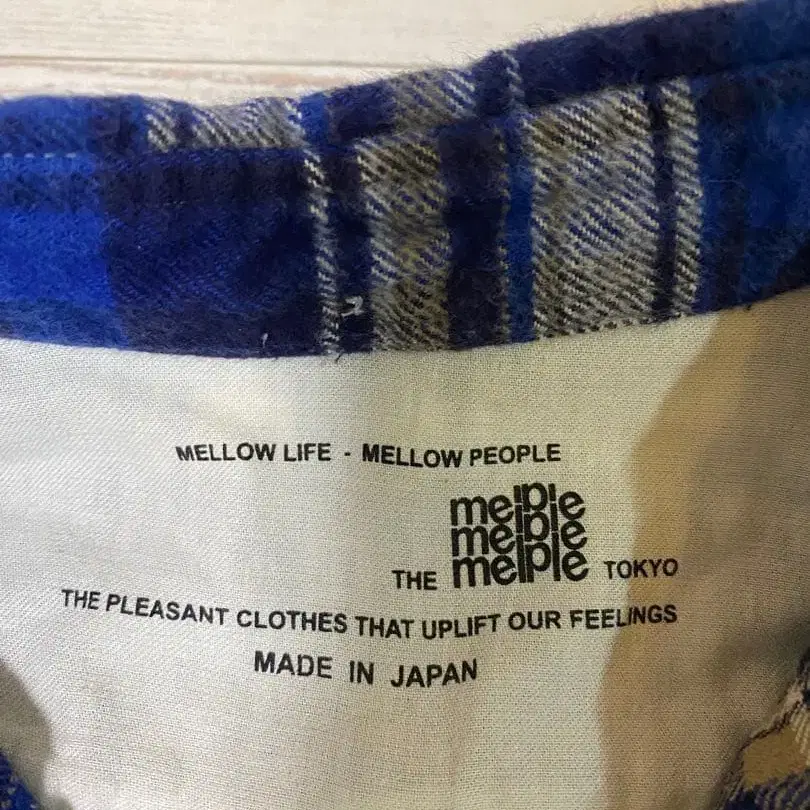 MELLOW LIFE - MELLOW PEOPLE
melple
melple
THE melple TOKYO
THE PLEASANT CLOTHES THAT UPLIFT OUR FEELINGS
MADE IN JAPAN